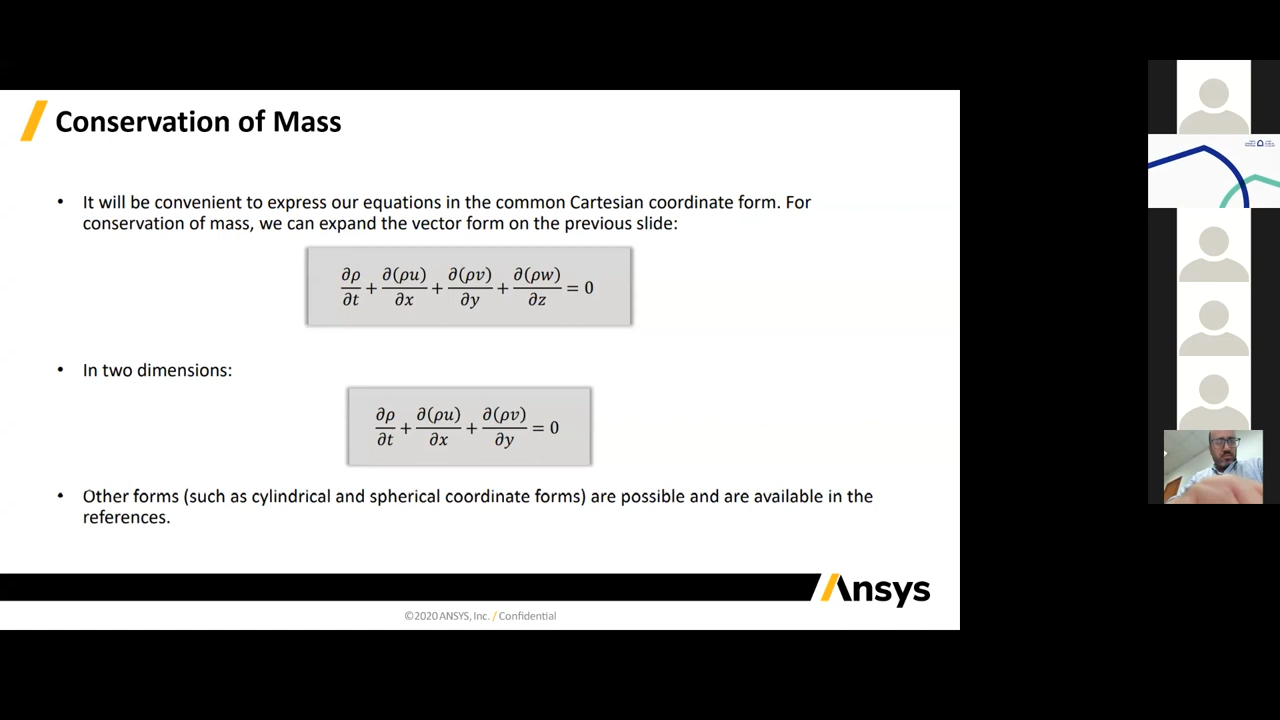 Conservation of Mass
• It will be convenient to express our equations in the common Cartesian coordinate form. For
conservation of mass, we can expand the vector form on the previous slide:
∂ρ/∂t + ∂(ρu)/∂x + ∂(ρv)/∂y + ∂(ρw)/∂z = 0
• In two dimensions:
∂ρ/∂t + ∂(ρu)/∂x + ∂(ρv)/∂y = 0
• Other forms (such as cylindrical and spherical coordinate forms) are possible and are available in the
references.
Ansys
©2020 ANSYS, Inc. / Confidential